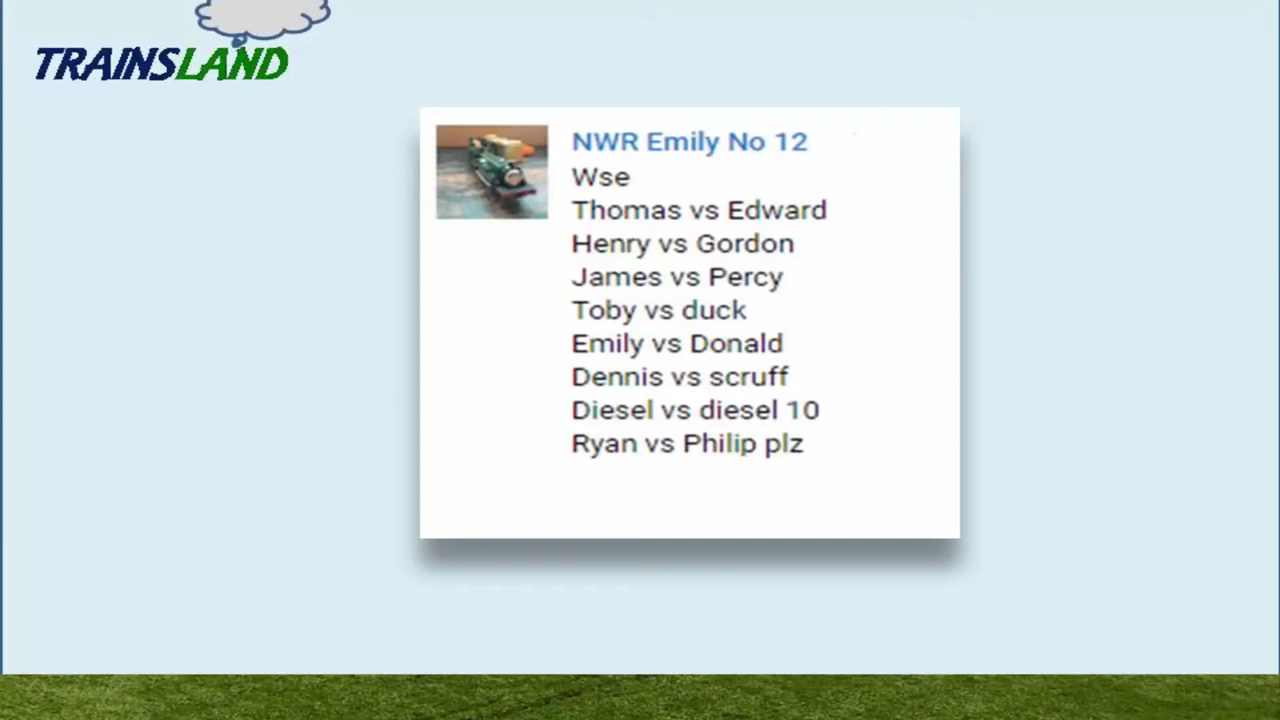 TRAINSLAND
NWR Emily No 12
Wse
Thomas vs Edward
Henry vs Gordon
James vs Percy
Toby vs duck
Emily vs Donald
Dennis vs scruff
Diesel vs diesel 10
Ryan vs Philip plz